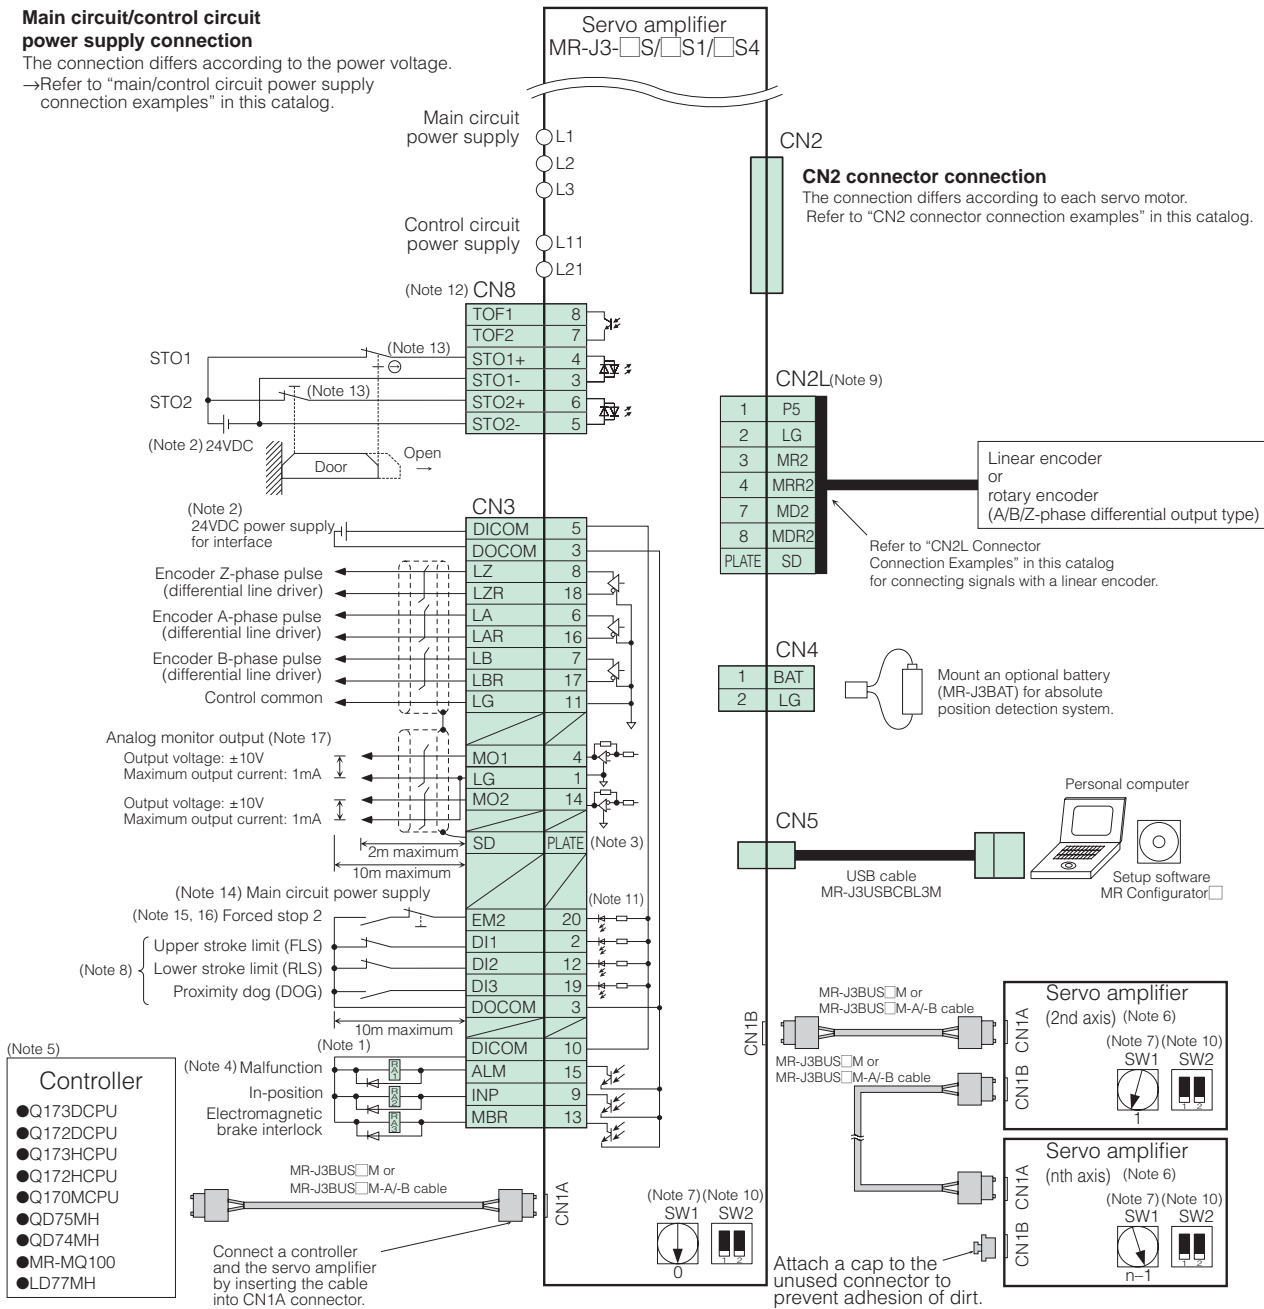 Main circuit/control circuit
power supply connection
The connection differs according to the power voltage.
→Refer to “main/control circuit power supply
connection examples” in this catalog.
Servo amplifier
MR-J3-□S/□S1/□S4
Main circuit
power supply
L1
L2
L3
Control circuit
power supply
L11
L21
CN2
CN2 connector connection
The connection differs according to each servo motor.
Refer to “CN2 connector connection examples” in this catalog.
(Note 12) CN8
TOF1 8
TOF2 7
STO1+ 4
STO1- 3
STO2+ 6
STO2- 5
STO1
(Note 13)
STO2
(Note 13)
(Note 2) 24VDC
Door
Open
→
CN2L(Note 9)
1 P5
2 LG
3 MR2
4 MRR2
7 MD2
8 MDR2
PLATE SD
Linear encoder
or
rotary encoder
(A/B/Z-phase differential output type)
Refer to “CN2L Connector
Connection Examples” in this catalog
for connecting signals with a linear encoder.
CN3
(Note 2)
24VDC power supply
for interface
DICOM 5
DOCOM 3
Encoder Z-phase pulse
(differential line driver)
LZ 8
LZR 18
Encoder A-phase pulse
(differential line driver)
LA 6
LAR 16
Encoder B-phase pulse
(differential line driver)
LB 7
LBR 17
Control common
LG 11
Analog monitor output (Note 17)
Output voltage: ±10V
Maximum output current: 1mA
MO1 4
LG 1
Output voltage: ±10V
Maximum output current: 1mA
MO2 14
SD PLATE (Note 3)
2m maximum
10m maximum
CN4
1 BAT
2 LG
Mount an optional battery
(MR-J3BAT) for absolute
position detection system.
CN5
USB cable
MR-J3USBCBL3M
Personal computer
Setup software
MR Configurator□
(Note 14) Main circuit power supply
(Note 11)
(Note 15, 16) Forced stop 2
EM2 20
(Note 8)
Upper stroke limit (FLS)
DI1 2
Lower stroke limit (RLS)
DI2 12
Proximity dog (DOG)
DI3 19
DOCOM 3
10m maximum
(Note 1)
DICOM 10
(Note 4) Malfunction
RA1
ALM 15
In-position
RA2
INP 9
Electromagnetic
brake interlock
RA3
MBR 13
(Note 5)
Controller
●Q173DCPU
●Q172DCPU
●Q173HCPU
●Q172HCPU
●Q170MCPU
●QD75MH
●QD74MH
●MR-MQ100
●LD77MH
MR-J3BUS□M or
MR-J3BUS□M-A/-B cable
CN1A
Connect a controller
and the servo amplifier
by inserting the cable
into CN1A connector.
(Note 7) (Note 10)
SW1 SW2
0
1 2
CN1B
MR-J3BUS□M or
MR-J3BUS□M-A/-B cable
MR-J3BUS□M or
MR-J3BUS□M-A/-B cable
Servo amplifier
(2nd axis) (Note 6)
CN1A
CN1B
(Note 7) (Note 10)
SW1 SW2
1
1 2
Servo amplifier
(nth axis) (Note 6)
CN1A
CN1B
(Note 7) (Note 10)
SW1 SW2
n–1
1 2
Attach a cap to the
unused connector to
prevent adhesion of dirt.